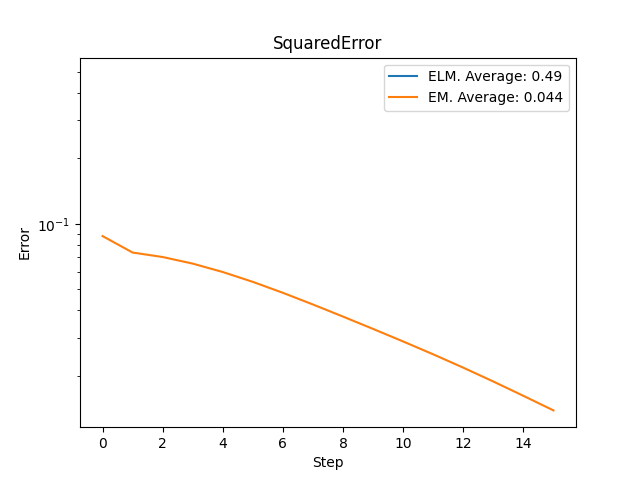 SquaredError
ELM. Average: 0.49
EM. Average: 0.044
10⁻¹
Error
0 2 4 6 8 10 12 14
Step